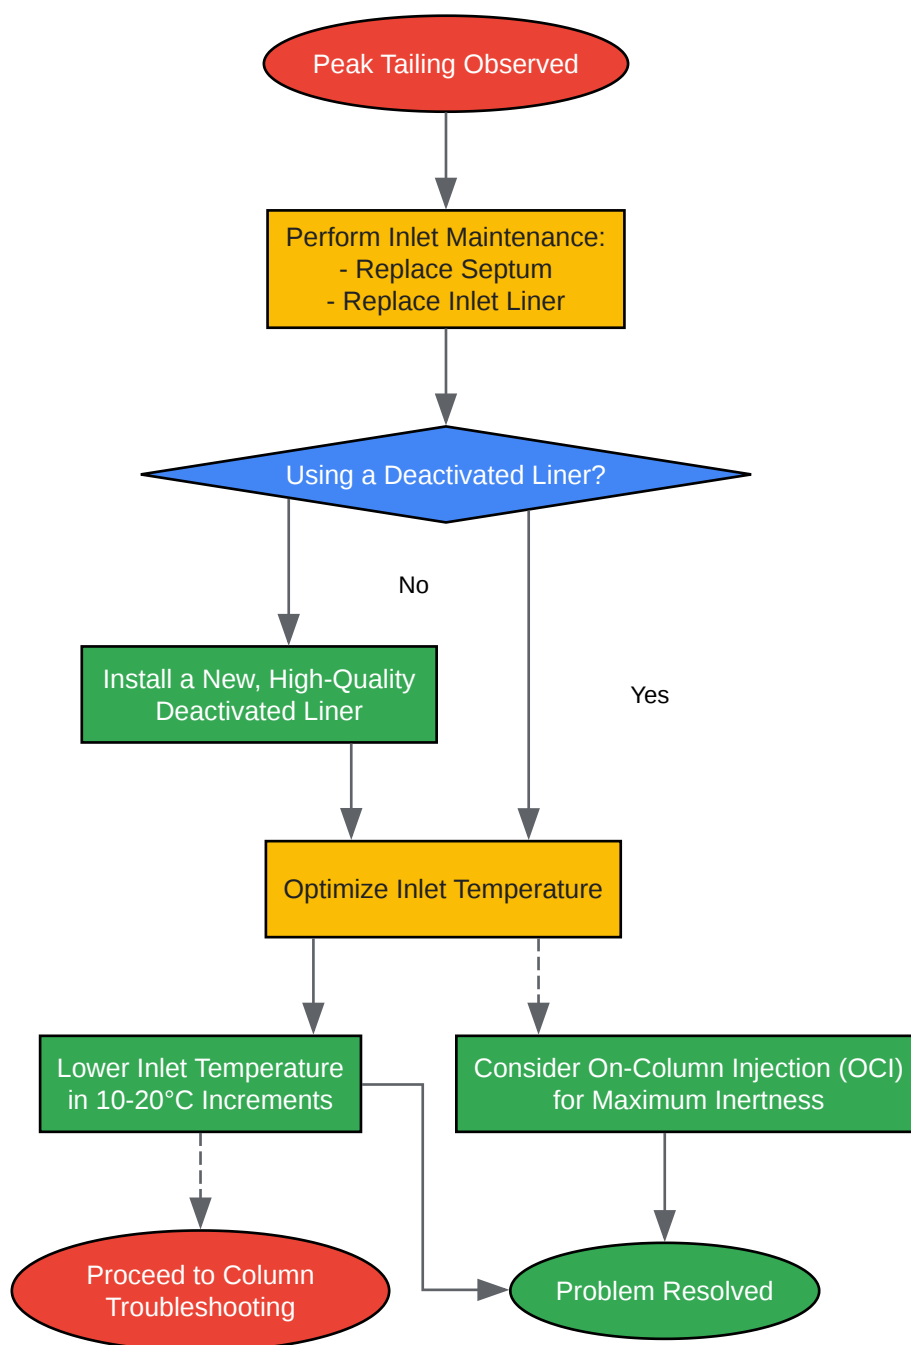 Peak Tailing Observed
Perform Inlet Maintenance:
- Replace Septum
- Replace Inlet Liner
Using a Deactivated Liner?
No
Install a New, High-Quality
Deactivated Liner
Yes
Optimize Inlet Temperature
Lower Inlet Temperature
in 10-20°C Increments
Consider On-Column Injection (OCI)
for Maximum Inertness
Proceed to Column
Troubleshooting
Problem Resolved